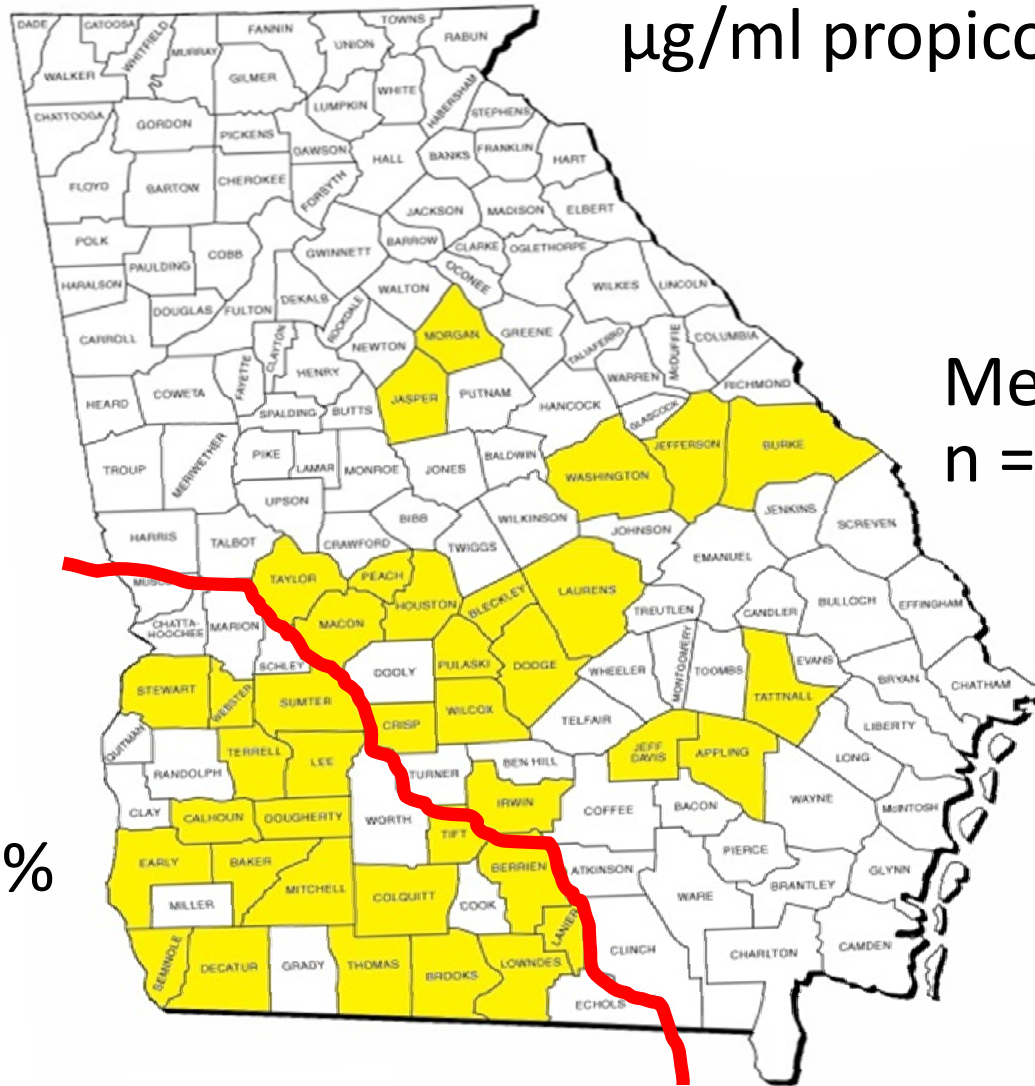 µg/ml propico
DADE
CATOOSA
WHITFIELD
MURRAY
FANNIN
UNION
TOWNS
RABUN
WALKER
GILMER
WHITE
HABERSHAM
LUMPKIN
STEPHENS
CHATTOOGA
GORDON
PICKENS
DAWSON
HALL
BANKS
FRANKLIN
HART
FLOYD
BARTOW
CHEROKEE
FORSYTH
JACKSON
MADISON
ELBERT
POLK
PAULDING
COBB
GWINNETT
BARROW
CLARKE
OGLETHORPE
OCONEE
HARALSON
DOUGLAS
FULTON
DEKALB
ROCKDALE
WALTON
WILKES
LINCOLN
CARROLL
CLAYTON
NEWTON
MORGAN
GREENE
TALIAFERRO
McDUFFIE
COLUMBIA
HEARD
COWETA
FAYETTE
HENRY
JASPER
PUTNAM
WARREN
RICHMOND
SPALDING
BUTTS
HANCOCK
GLASCOCK
Me
n =
TROUP
MERIWETHER
PIKE
LAMAR
MONROE
JONES
BALDWIN
WASHINGTON
JEFFERSON
BURKE
UPSON
BIBB
WILKINSON
JENKINS
SCREVEN
HARRIS
TALBOT
CRAWFORD
TWIGGS
JOHNSON
EMANUEL
MUSC
TAYLOR
PEACH
HOUSTON
BLECKLEY
LAURENS
TREUTLEN
CANDLER
BULLOCH
EFFINGHAM
CHATTA-
HOOCHEE
MARION
MACON
SCHLEY
DOOLY
PULASKI
DODGE
WHEELER
MONTGOMERY
TOOMBS
TATTNALL
EVANS
BRYAN
CHATHAM
STEWART
WEBSTER
SUMTER
CRISP
WILCOX
TELFAIR
LIBERTY
QUITMAN
RANDOLPH
TERRELL
LEE
TURNER
BEN HILL
JEFF
DAVIS
APPLING
LONG
CLAY
CALHOUN
DOUGHERTY
WORTH
IRWIN
COFFEE
BACON
WAYNE
McINTOSH
TIFT
%
EARLY
BAKER
MITCHELL
COLQUITT
COOK
BERRIEN
ATKINSON
PIERCE
BRANTLEY
GLYNN
MILLER
WARE
LANIER
CLINCH
CHARLTON
CAMDEN
SEMINOLE
DECATUR
GRADY
THOMAS
BROOKS
LOWNDES
ECHOLS